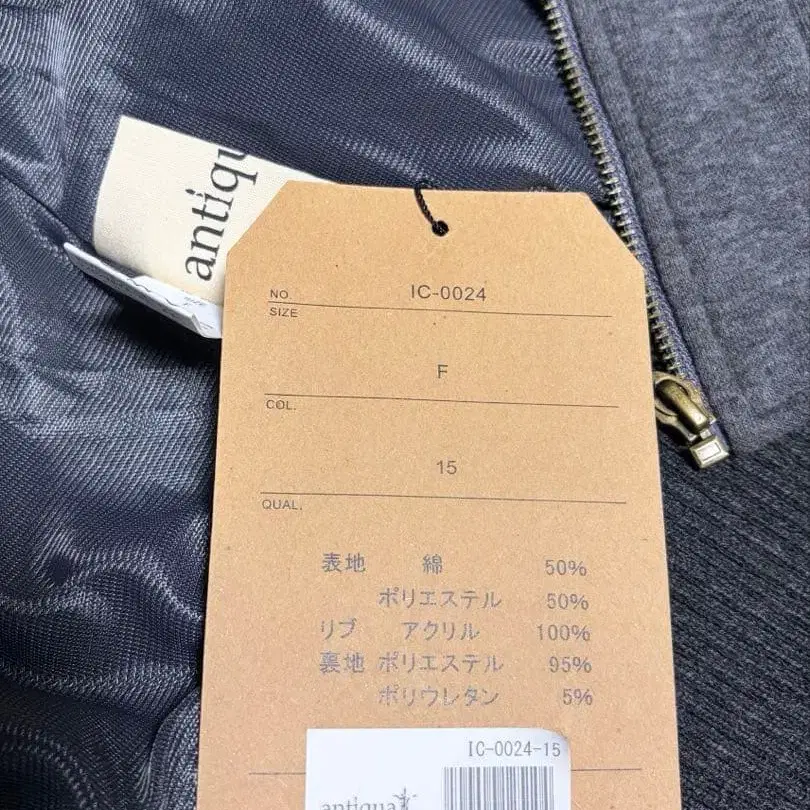 antiqu
NO. IC-0024
SIZE
F
COL.
15
QUAL.
表地 綿 50%
ポリエステル 50%
リブ アクリル 100%
裏地 ポリエステル 95%
ポリウレタン 5%
IC-0024-15
antiqua